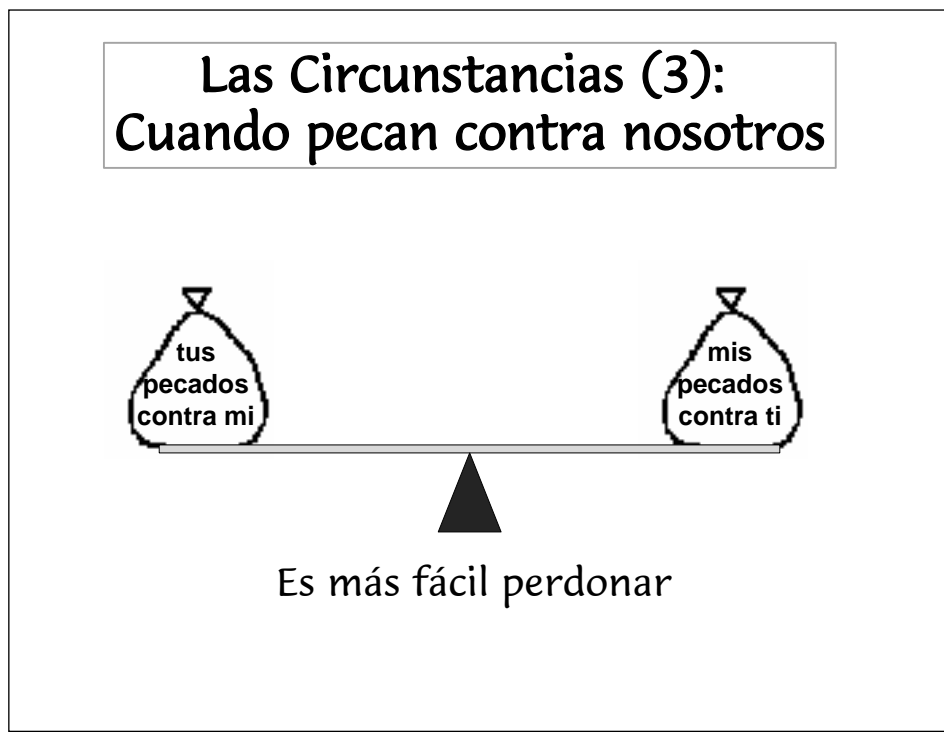 Las Circunstancias (3):
Cuando pecan contra nosotros
tus
pecados
contra mi
mis
pecados
contra ti
Es más fácil perdonar